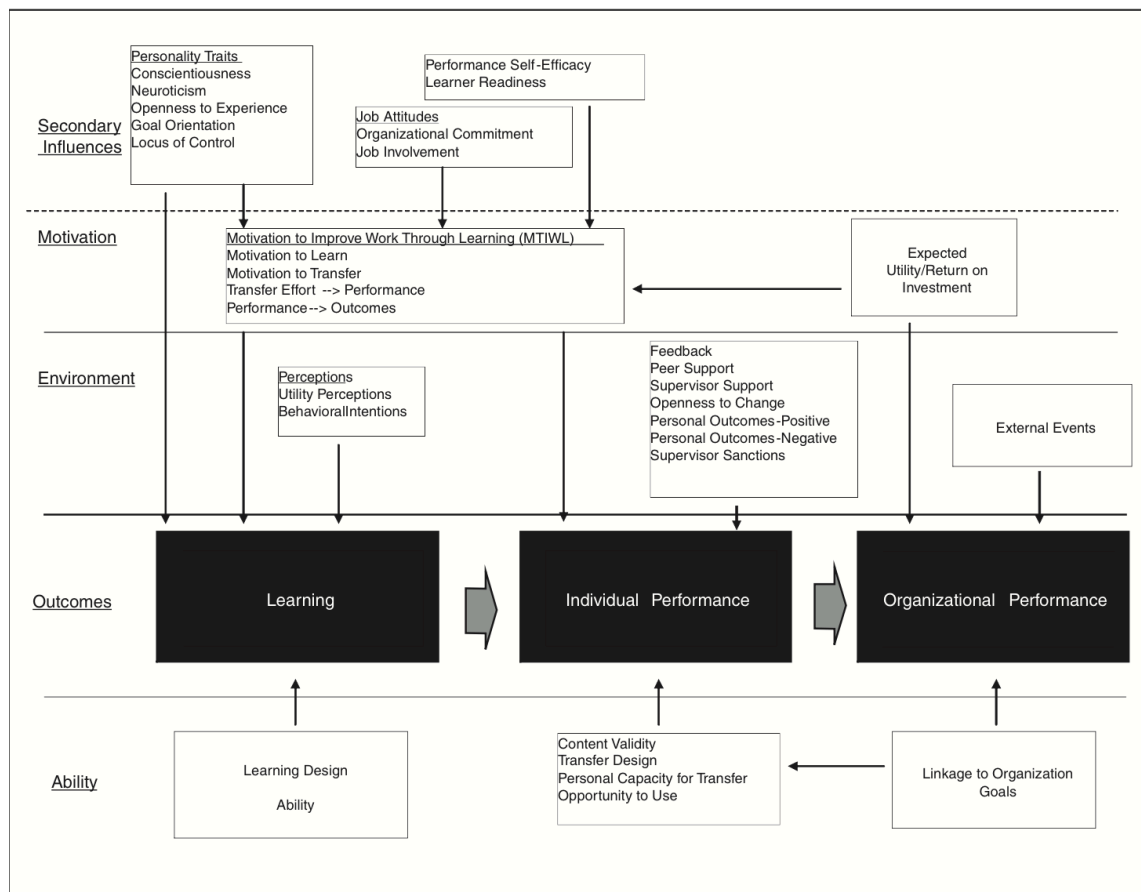 Personality Traits
Conscientiousness
Neuroticism
Openness to Experience
Goal Orientation
Locus of Control
Performance Self-Efficacy
Learner Readiness
Job Attitudes
Organizational Commitment
Job Involvement
Secondary
Influences
Motivation
Motivation to Improve Work Through Learning (MTIWL)
Motivation to Learn
Motivation to Transfer
Transfer Effort --> Performance
Performance--> Outcomes
Expected
Utility/Return on
Investment
Environment
Perceptions
Utility Perceptions
BehavioralIntentions
Feedback
Peer Support
Supervisor Support
Openness to Change
Personal Outcomes-Positive
Personal Outcomes-Negative
Supervisor Sanctions
External Events
Outcomes
Learning
Individual Performance
Organizational Performance
Ability
Learning Design
Ability
Content Validity
Transfer Design
Personal Capacity for Transfer
Opportunity to Use
Linkage to Organization
Goals